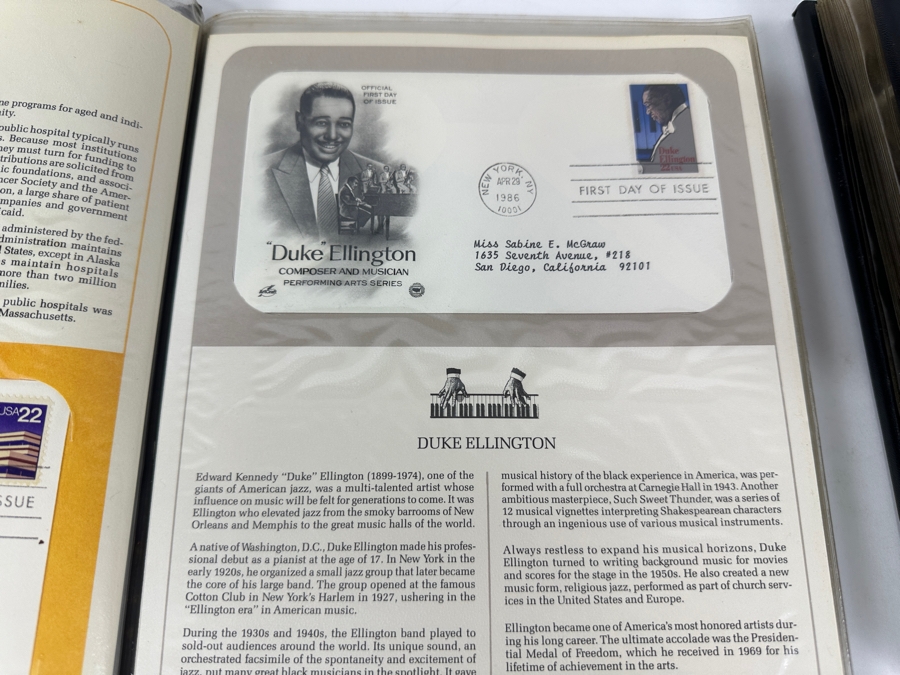 ne programs for aged and indi-
ity.
public hospital typically runs
s. Because most institutions
hey must turn for funding to
tributions are solicited from
ic foundations, and associ-
ncer Society and the Amer-
on, a large share of patient
mpanies and government
caid.
administered by the fed-
dministration maintains
d States, except in Alaska
s maintain hospitals
more than two million
milies.
public hospitals was
Massachusetts.
USA22
SSUE
OFFICIAL
FIRST DAY
OF ISSUE
"Duke" Ellington
COMPOSER AND MUSICIAN
PERFORMING ARTS SERIES
NEW YORK, NY
APR 29
1986
10001
Duke
Ellington
FIRST DAY OF ISSUE
Miss Sabine E. McGraw
1635 Seventh Avenue, #218
San Diego, California 92101
DUKE ELLINGTON
Edward Kennedy "Duke" Ellington (1899-1974), one of the
giants of American jazz, was a multi-talented artist whose
influence on music will be felt for generations to come. It was
Ellington who elevated jazz from the smoky barrooms of New
Orleans and Memphis to the great music halls of the world.
A native of Washington, D.C., Duke Ellington made his profes-
sional debut as a pianist at the age of 17. In New York in the
early 1920s, he organized a small jazz group that later became
the core of his large band. The group opened at the famous
Cotton Club in New York's Harlem in 1927, ushering in the
"Ellington era" in American music.
During the 1930s and 1940s, the Ellington band played to
sold-out audiences around the world. Its unique sound, an
orchestrated facsimile of the spontaneity and excitement of
jazz, put many great black musicians in the spotlight. It gave
musical history of the black experience in America, was per-
formed with a full orchestra at Carnegie Hall in 1943. Another
ambitious masterpiece, Such Sweet Thunder, was a series of
12 musical vignettes interpreting Shakespearean characters
through an ingenious use of various musical instruments.
Always restless to expand his musical horizons, Duke
Ellington turned to writing background music for movies
and scores for the stage in the 1950s. He also created a new
music form, religious jazz, performed as part of church serv-
ices in the United States and Europe.
Ellington became one of America's most honored artists dur-
ing his long career. The ultimate accolade was the Presiden-
tial Medal of Freedom, which he received in 1969 for his
lifetime of achievement in the arts.